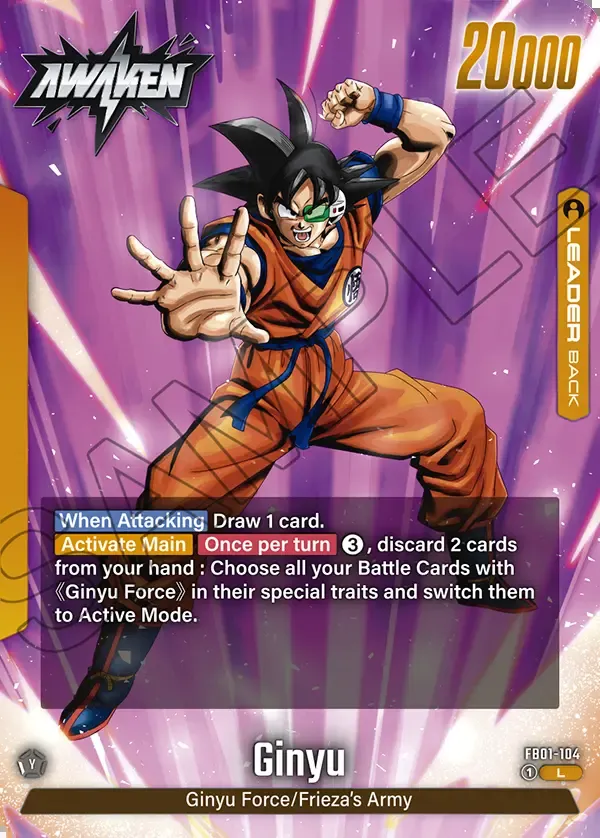 AWAKEN
20000
LEADER BACK
悟
SAMPLE
When Attacking Draw 1 card.
Activate Main Once per turn 3 , discard 2 cards
from your hand : Choose all your Battle Cards with
《Ginyu Force》 in their special traits and switch them
to Active Mode.
Ginyu
FB01-104
Y
1 L
Ginyu Force/Frieza's Army